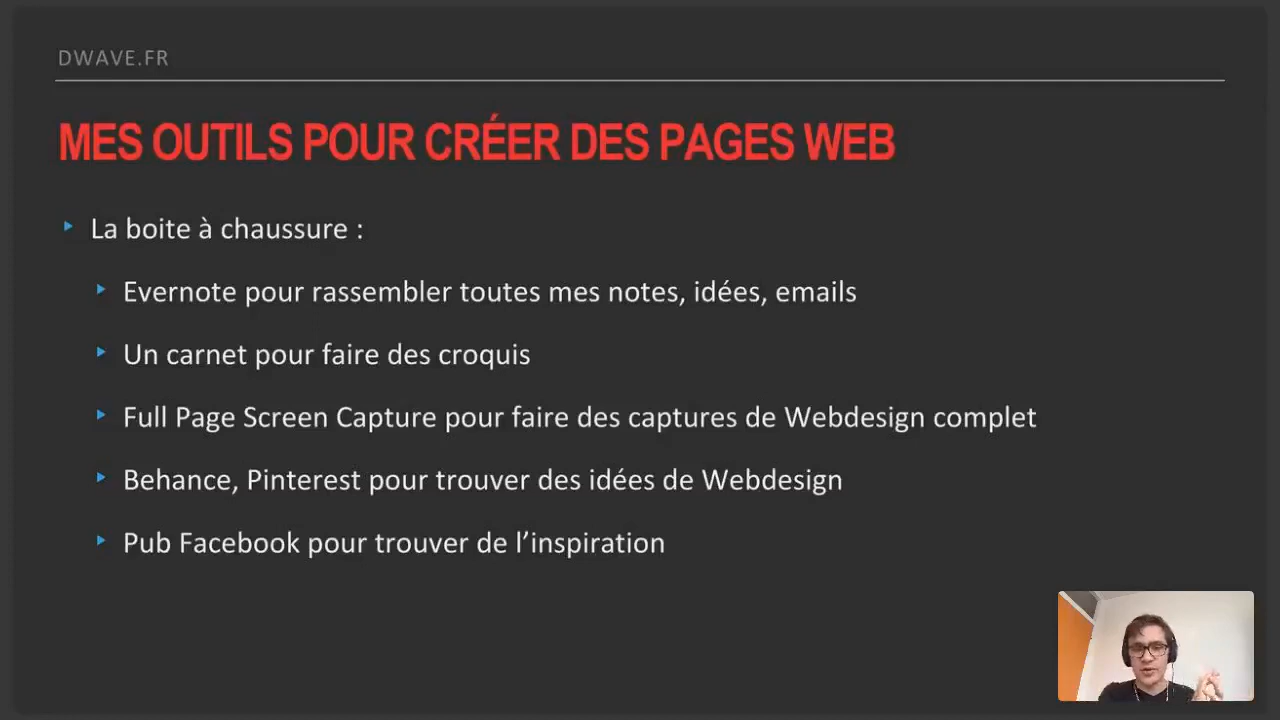 DWAVE.FR
MES OUTILS POUR CRÉER DES PAGES WEB
La boite à chaussure :
Evernote pour rassembler toutes mes notes, idées, emails
Un carnet pour faire des croquis
Full Page Screen Capture pour faire des captures de Webdesign complet
Behance, Pinterest pour trouver des idées de Webdesign
Pub Facebook pour trouver de l’inspiration